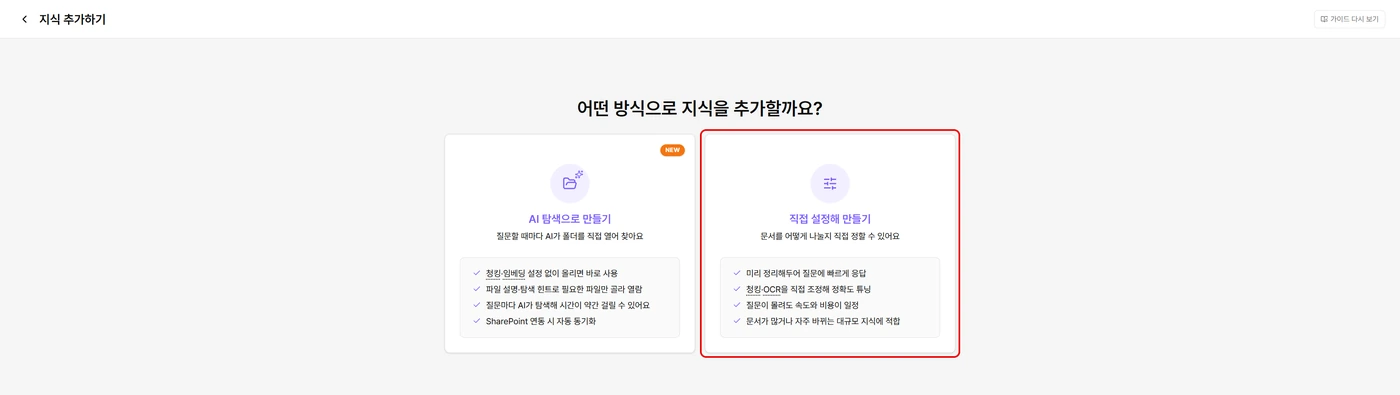 지식 추가하기
가이드 다시 보기
어떤 방식으로 지식을 추가할까요?
NEW
AI 탐색으로 만들기
질문할 때마다 AI가 폴더를 직접 열어 찾아요
청킹·임베딩 설정 없이 올리면 바로 사용
파일 설명·탐색 힌트로 필요한 파일만 골라 열람
질문마다 AI가 탐색해 시간이 약간 걸릴 수 있어요
SharePoint 연동 시 자동 동기화
직접 설정해 만들기
문서를 어떻게 나눌지 직접 정할 수 있어요
미리 정리해두어 질문에 빠르게 응답
청킹·OCR을 직접 조정해 정확도 튜닝
질문이 몰려도 속도와 비용이 일정
문서가 많거나 자주 바뀌는 대규모 지식에 적합